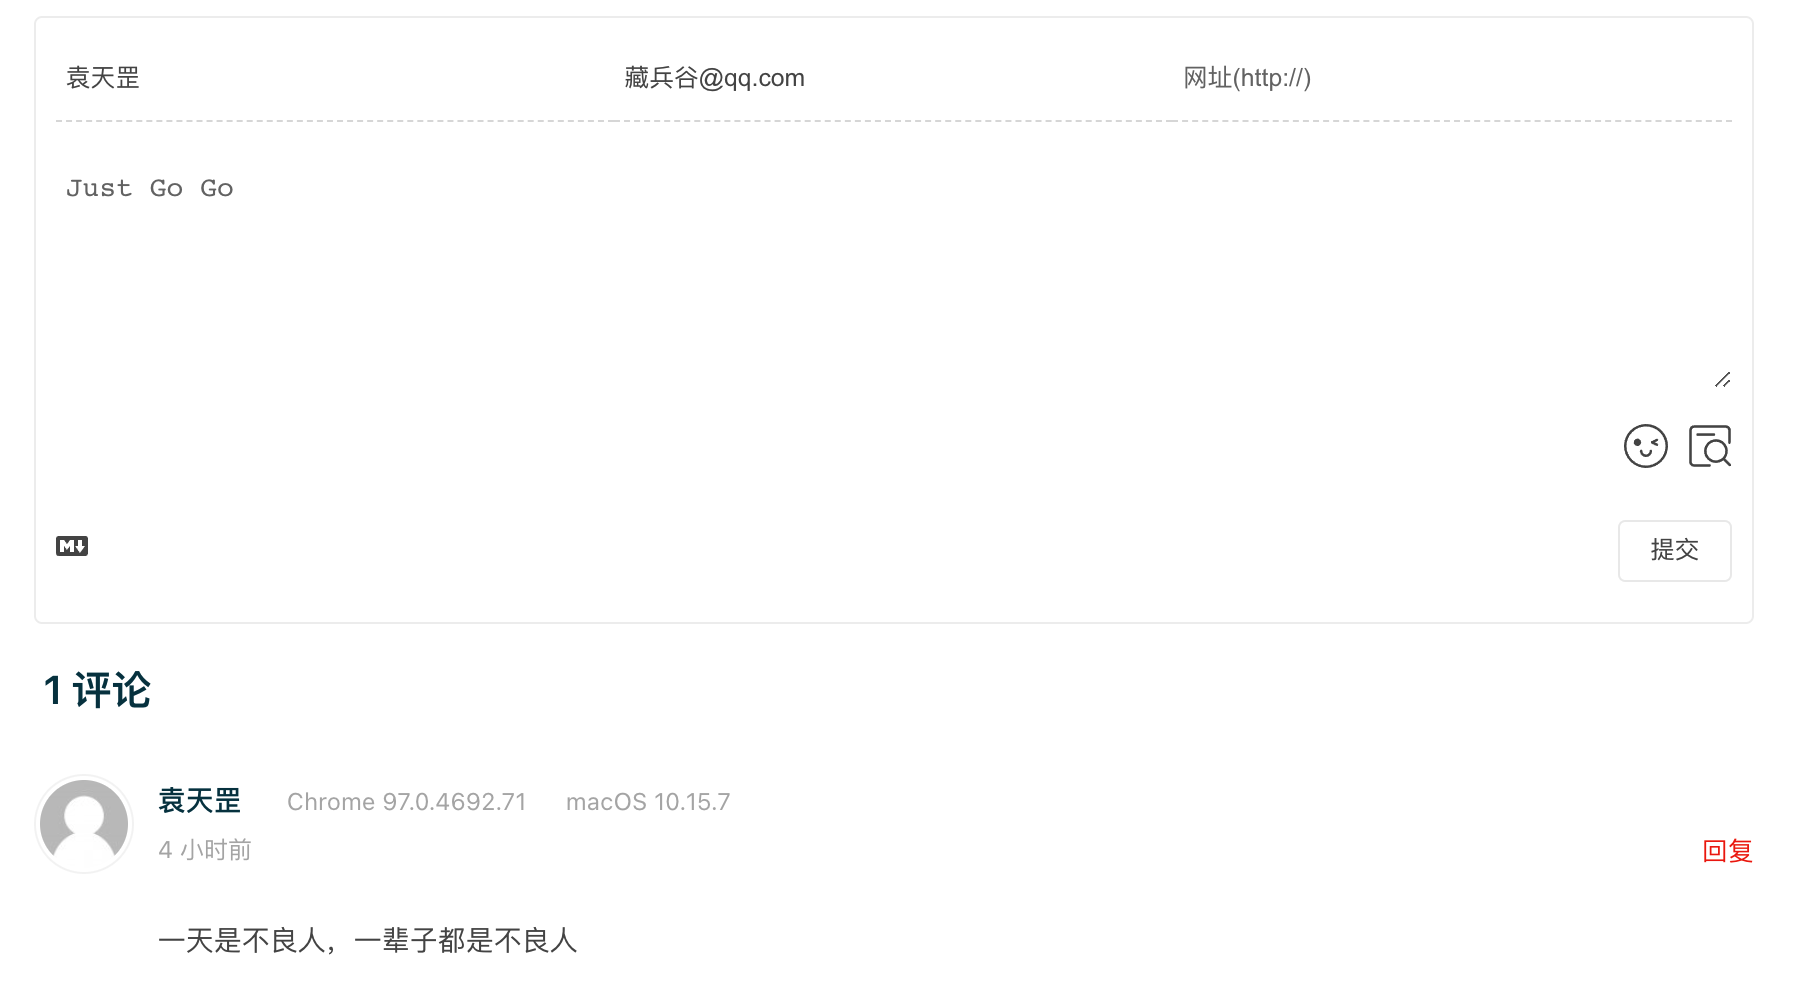 袁天罡 藏兵谷@qq.com 网址(http://)
Just Go Go
M↓
提交
1 评论
袁天罡 Chrome 97.0.4692.71 macOS 10.15.7
4 小时前
回复
一天是不良人，一辈子都是不良人